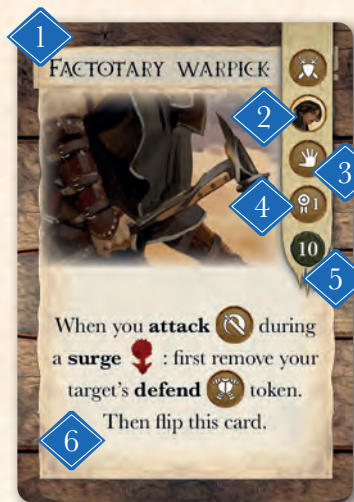 1
FACTOTARY WARPICK
2
3
4
1
10
5
When you attack during
a surge : first remove your
target's defend token.
Then flip this card.
6